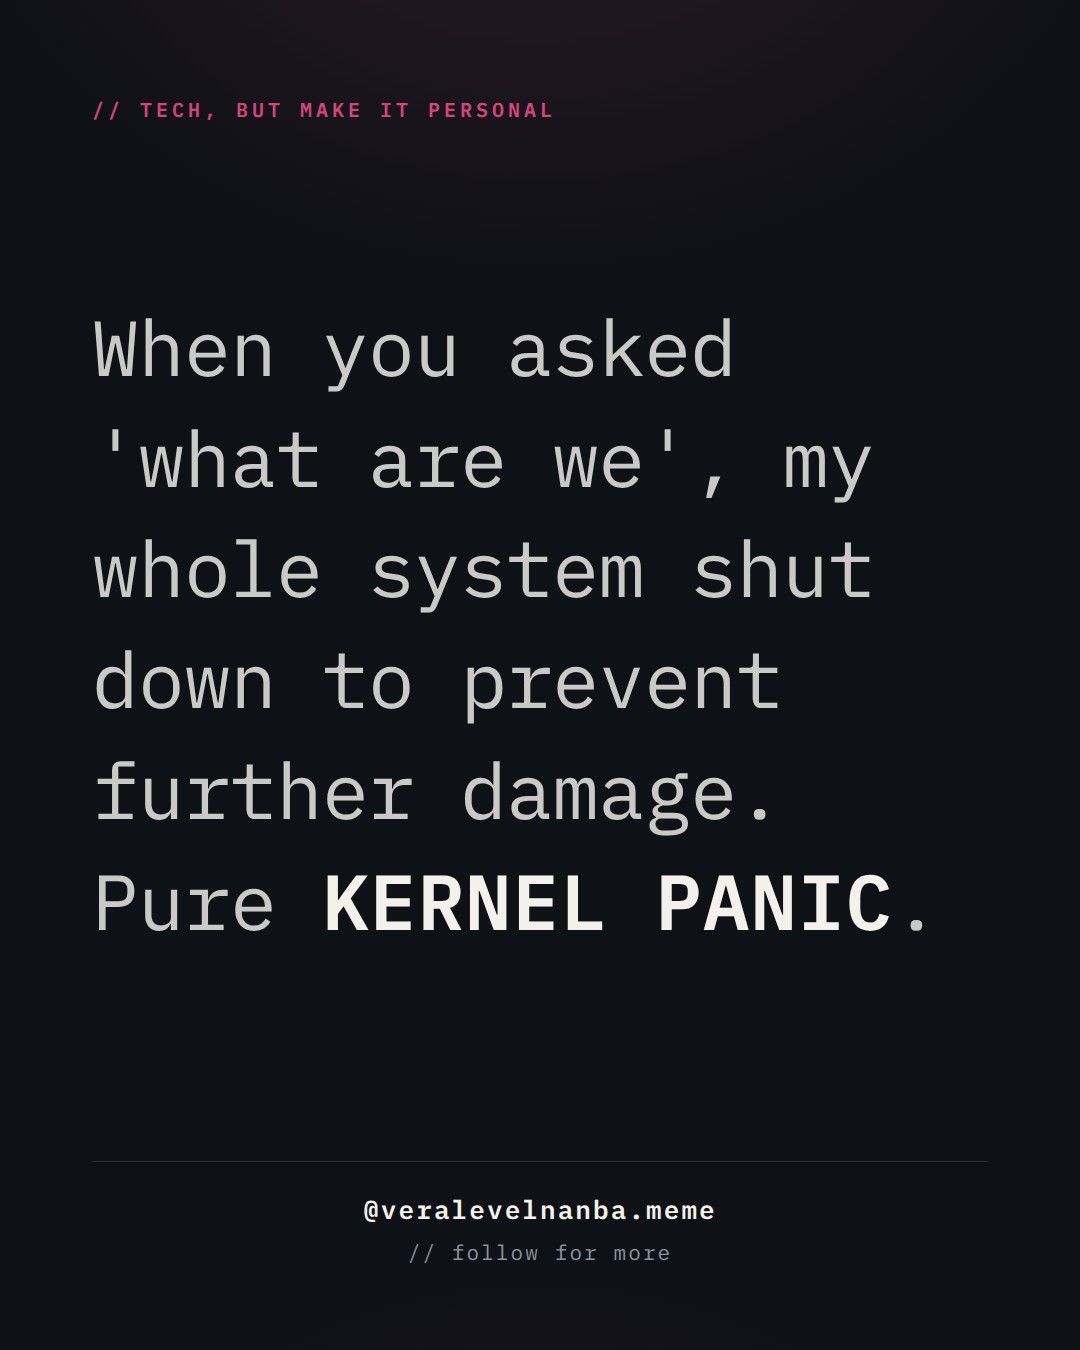 // TECH, BUT MAKE IT PERSONAL
When you asked
'what are we', my
whole system shut
down to prevent
further damage.
Pure KERNEL PANIC.
@veralevelnanba.meme
// follow for more